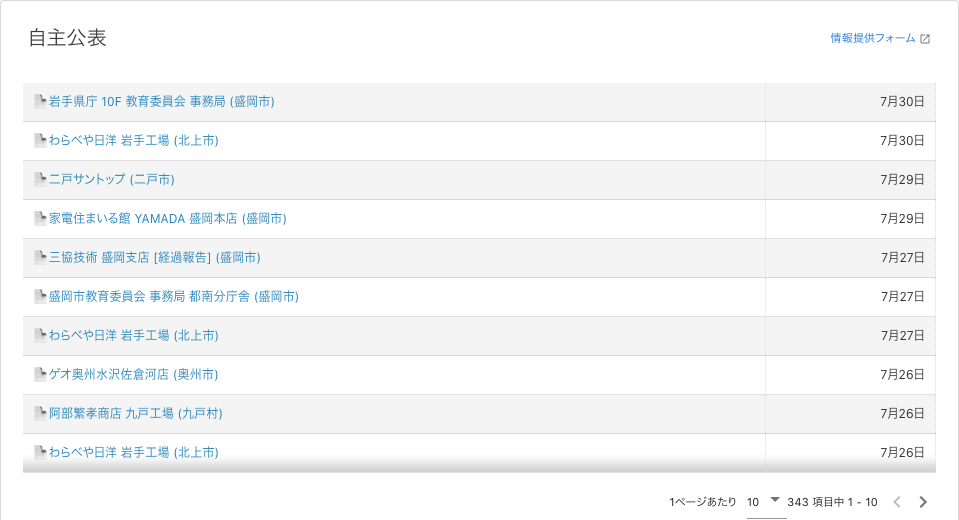 自主公表
情報提供フォーム
岩手県庁 10F 教育委員会 事務局 (盛岡市) 7月30日
わらべや日洋 岩手工場 (北上市) 7月30日
二戸サントップ (二戸市) 7月29日
家電住まいる館 YAMADA 盛岡本店 (盛岡市) 7月29日
三協技術 盛岡支店 [経過報告] (盛岡市) 7月27日
盛岡市教育委員会 事務局 都南分庁舎 (盛岡市) 7月27日
わらべや日洋 岩手工場 (北上市) 7月27日
ゲオ奥州水沢佐倉河店 (奥州市) 7月26日
阿部繁孝商店 九戸工場 (九戸村) 7月26日
わらべや日洋 岩手工場 (北上市) 7月26日
1ページあたり 10 343 項目中 1 - 10